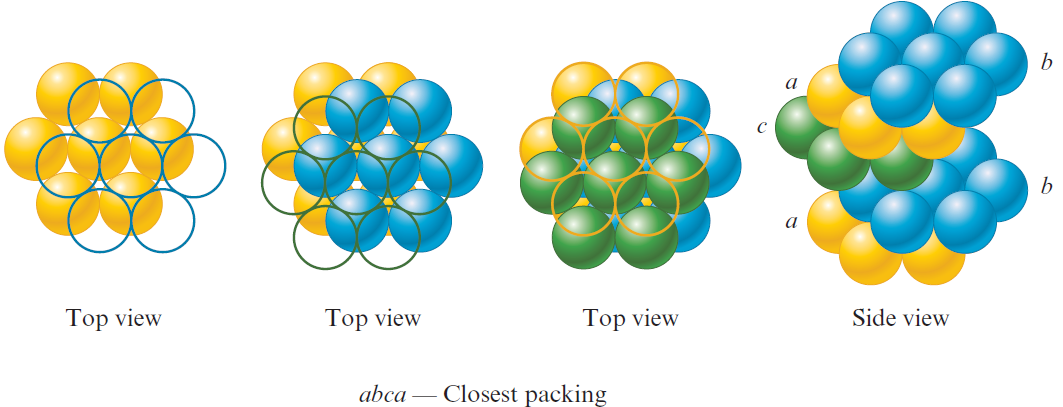 a
b
c
b
a
Top view
Top view
Top view
Side view
abca — Closest packing